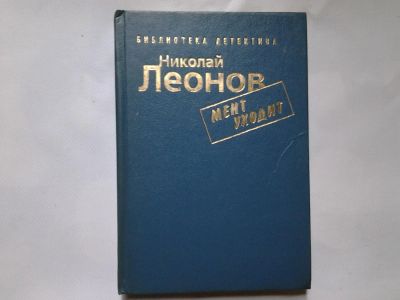 БИБЛИОТЕКА ДЕТЕКТИВА
Николай
Леонов
МЕНТ
УХОДИТ